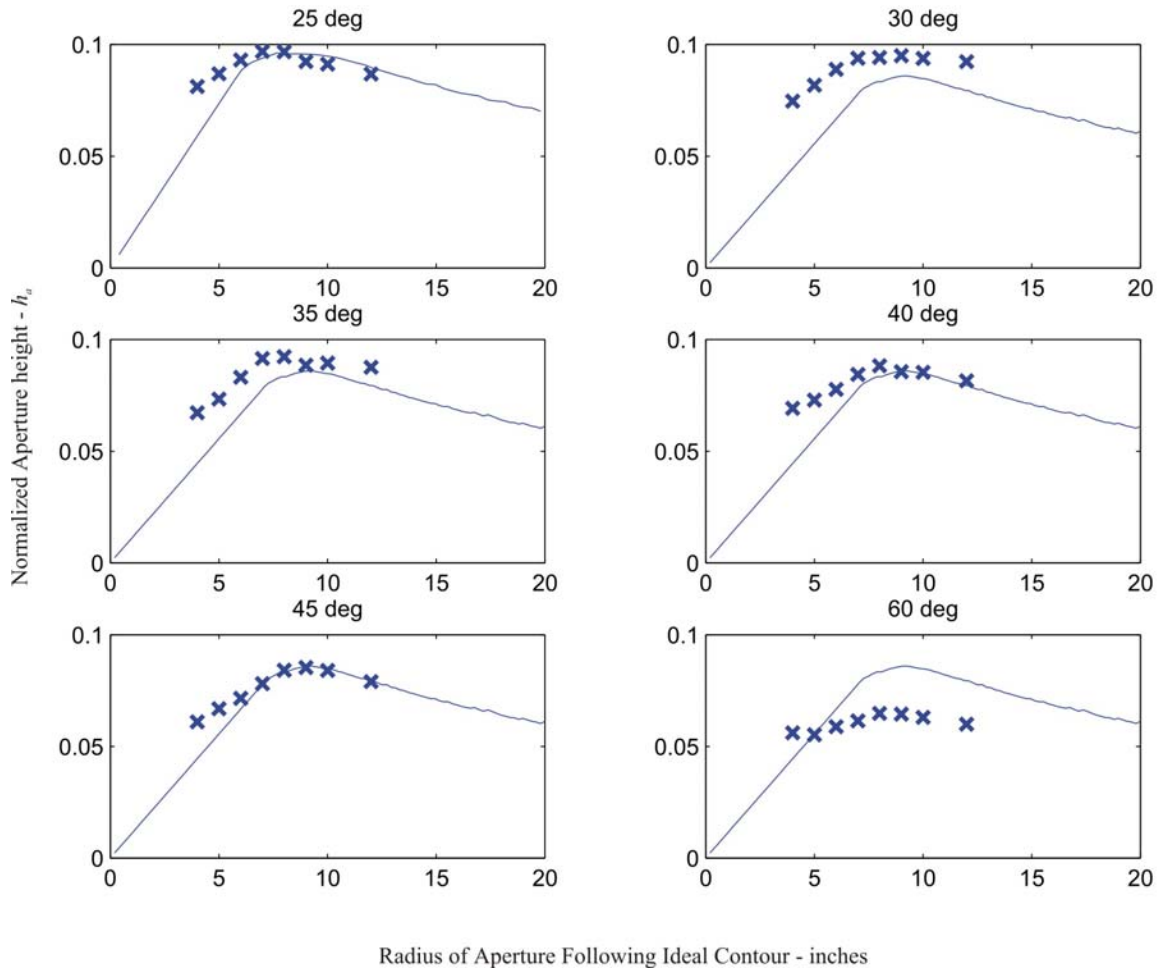 25 deg
30 deg
0.1
0.05
0
0 5 10 15 20
0.1
0.05
0
0 5 10 15 20
35 deg
40 deg
0.1
0.05
0
0 5 10 15 20
0.1
0.05
0
0 5 10 15 20
45 deg
60 deg
0.1
0.05
0
0 5 10 15 20
0.1
0.05
0
0 5 10 15 20
Normalized Aperture height - hₐ
Radius of Aperture Following Ideal Contour - inches